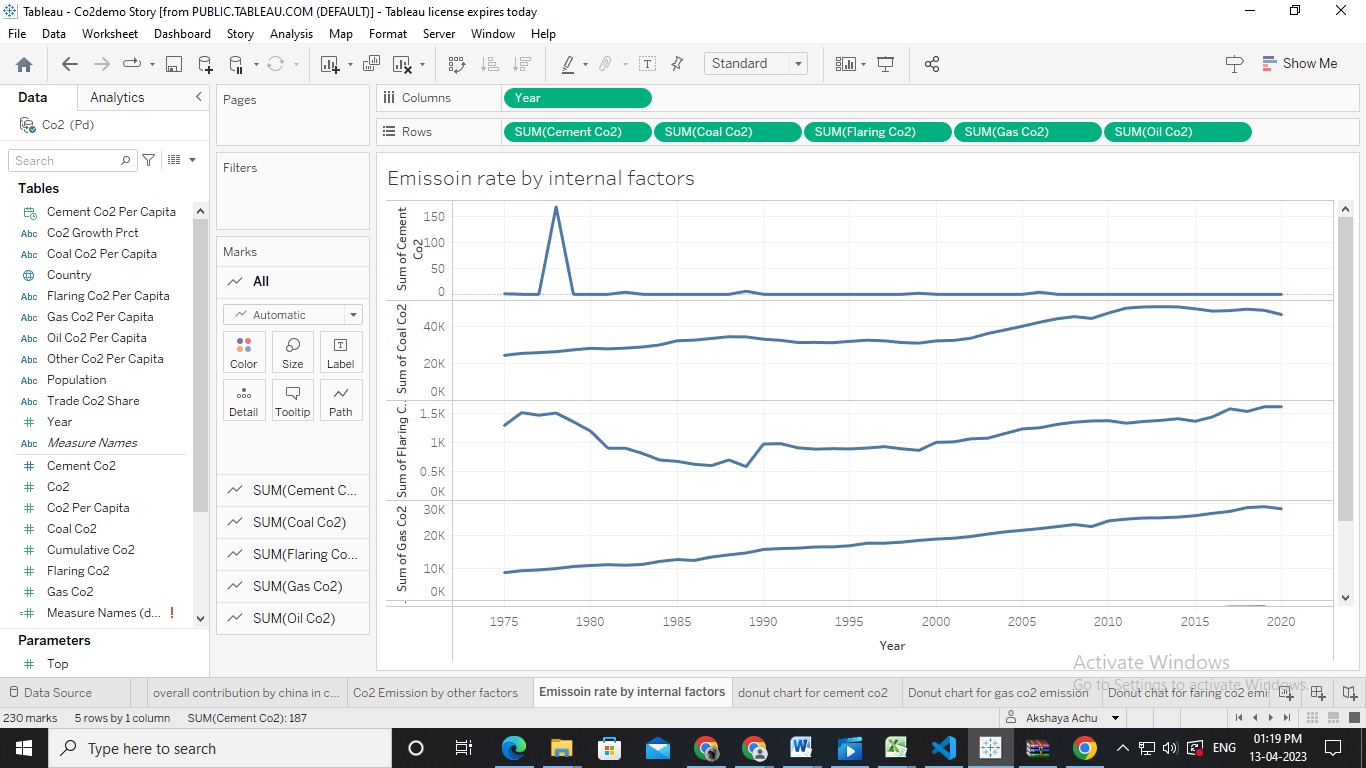 Tableau - Co2demo Story [from PUBLIC.TABLEAU.COM (DEFAULT)] - Tableau license expires today
File Data Worksheet Dashboard Story Analysis Map Format Server Window Help
Standard
Show Me
Data Analytics
Pages
Columns
Year
Co2 (Pd)
Rows
SUM(Cement Co2) SUM(Coal Co2) SUM(Flaring Co2) SUM(Gas Co2) SUM(Oil Co2)
Search
Filters
Tables
Cement Co2 Per Capita
Abc Co2 Growth Prct
Abc Coal Co2 Per Capita
Country
Abc Flaring Co2 Per Capita
Abc Gas Co2 Per Capita
Abc Oil Co2 Per Capita
Abc Other Co2 Per Capita
Abc Population
Abc Trade Co2 Share
# Year
Abc Measure Names
# Cement Co2
# Co2
# Co2 Per Capita
# Coal Co2
# Cumulative Co2
# Flaring Co2
# Gas Co2
=# Measure Names (d... !
Parameters
# Top
Marks
All
Automatic
Color Size Label
Detail Tooltip Path
SUM(Cement C...
SUM(Coal Co2)
SUM(Flaring Co...
SUM(Gas Co2)
SUM(Oil Co2)
Emissoin rate by internal factors
Sum of Cement
Co2
150
100
50
0
Sum of Coal Co2
40K
20K
0K
Sum of Flaring C..
1.5K
1K
0.5K
0K
Sum of Gas Co2
30K
20K
10K
0K
1975 1980 1985 1990 1995 2000 2005 2010 2015 2020
Year
Activate Windows
Go to Settings to activate Windows.
Data Source
overall contribution by china in c...
Co2 Emission by other factors
Emissoin rate by internal factors
donut chart for cement co2
Donut chart for gas co2 emission
Donut chat for faring co2 emi
230 marks 5 rows by 1 column SUM(Cement Co2): 187
Akshaya Achu
Type here to search
ENG
01:19 PM
13-04-2023